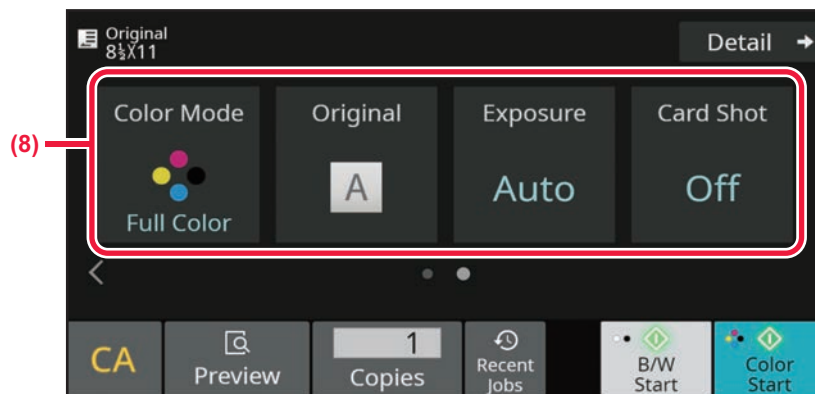 Original
8½X11
Detail
(8)
Color Mode
Original
Exposure
Card Shot
A
Full Color
Auto
Off
CA
Preview
1
Copies
Recent
Jobs
B/W
Start
Color
Start